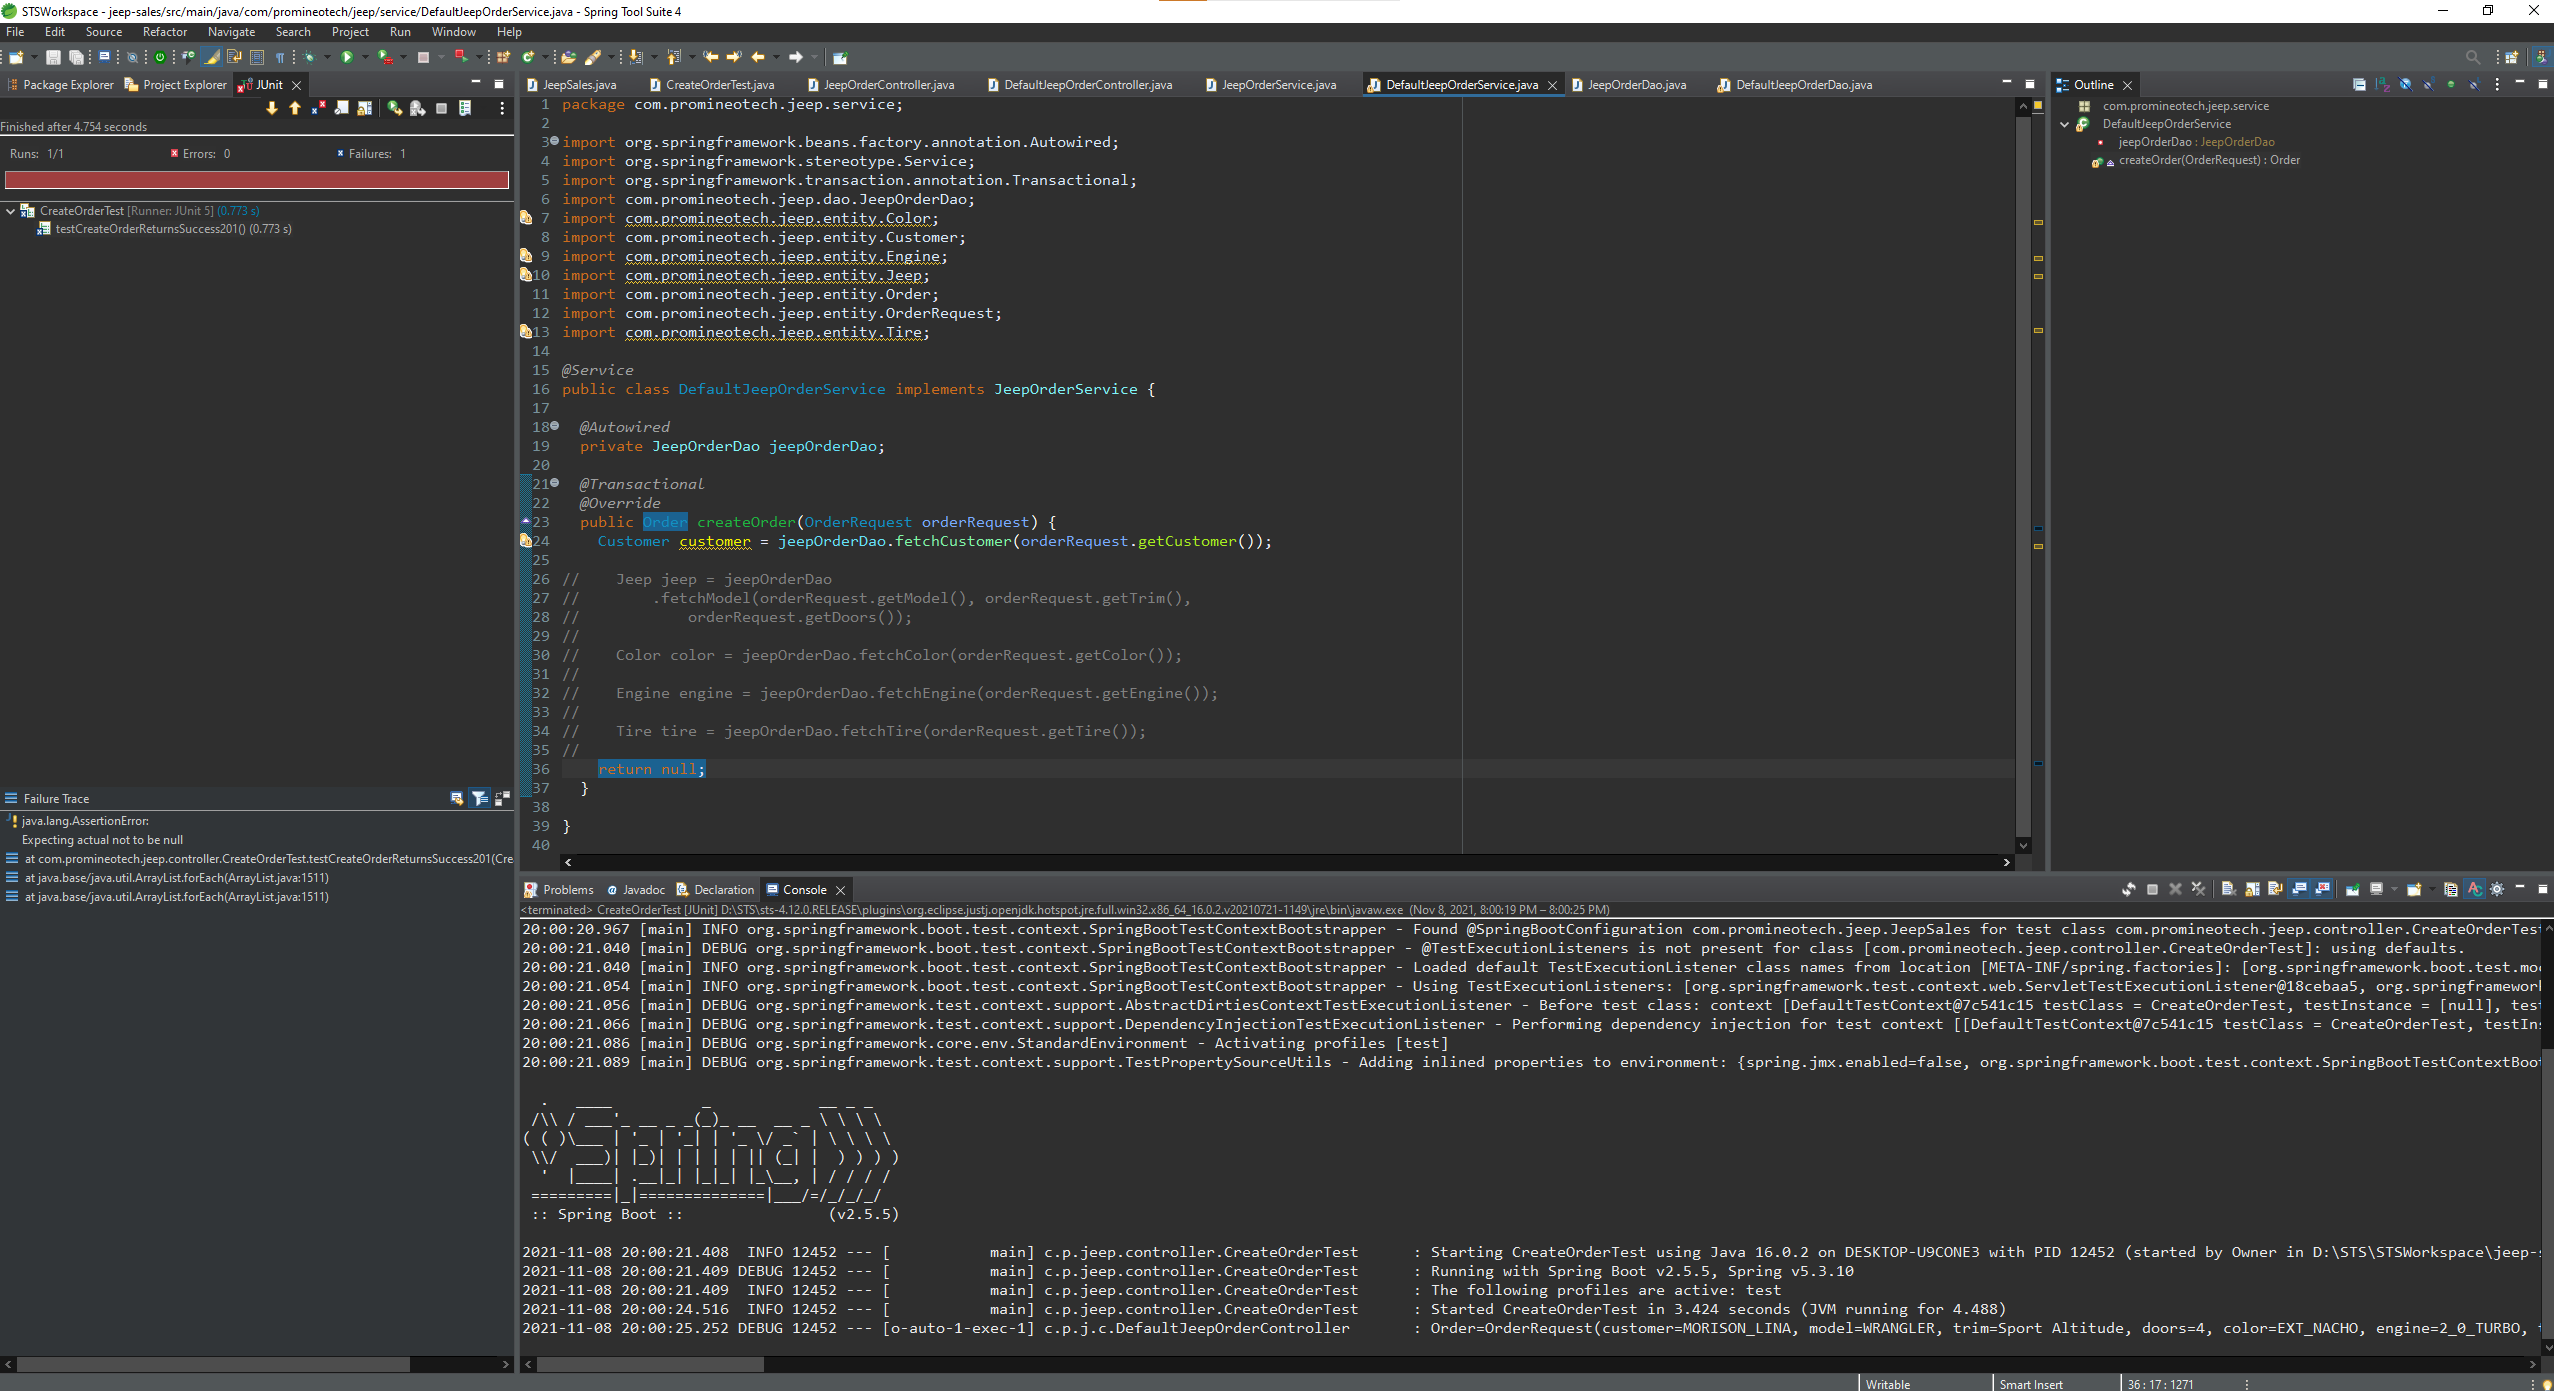 STSWorkspace - jeep-sales/src/main/java/com/promineotech/jeep/service/DefaultJeepOrderService.java - Spring Tool Suite 4
File Edit Source Refactor Navigate Search Project Run Window Help
Package Explorer Project Explorer JUnit
Finished after 4.754 seconds
Runs: 1/1 Errors: 0 Failures: 1
CreateOrderTest [Runner: JUnit 5] (0.773 s)
testCreateOrderReturnsSuccess201() (0.773 s)
Failure Trace
java.lang.AssertionError:
Expecting actual not to be null
at com.promineotech.jeep.controller.CreateOrderTest.testCreateOrderReturnsSuccess201(Cre
at java.base/java.util.ArrayList.forEach(ArrayList.java:1511)
at java.base/java.util.ArrayList.forEach(ArrayList.java:1511)
JeepSales.java CreateOrderTest.java JeepOrderController.java DefaultJeepOrderController.java JeepOrderService.java DefaultJeepOrderService.java JeepOrderDao.java DefaultJeepOrderDao.java
1 package com.promineotech.jeep.service;
2
3 import org.springframework.beans.factory.annotation.Autowired;
4 import org.springframework.stereotype.Service;
5 import org.springframework.transaction.annotation.Transactional;
6 import com.promineotech.jeep.dao.JeepOrderDao;
7 import com.promineotech.jeep.entity.Color;
8 import com.promineotech.jeep.entity.Customer;
9 import com.promineotech.jeep.entity.Engine;
10 import com.promineotech.jeep.entity.Jeep;
11 import com.promineotech.jeep.entity.Order;
12 import com.promineotech.jeep.entity.OrderRequest;
13 import com.promineotech.jeep.entity.Tire;
14
15 @Service
16 public class DefaultJeepOrderService implements JeepOrderService {
17
18 @Autowired
19 private JeepOrderDao jeepOrderDao;
20
21 @Transactional
22 @Override
23 public Order createOrder(OrderRequest orderRequest) {
24 Customer customer = jeepOrderDao.fetchCustomer(orderRequest.getCustomer());
25
26 // Jeep jeep = jeepOrderDao
27 // .fetchModel(orderRequest.getModel(), orderRequest.getTrim(),
28 // orderRequest.getDoors());
29 //
30 // Color color = jeepOrderDao.fetchColor(orderRequest.getColor());
31 //
32 // Engine engine = jeepOrderDao.fetchEngine(orderRequest.getEngine());
33 //
34 // Tire tire = jeepOrderDao.fetchTire(orderRequest.getTire());
35 //
36 return null;
37 }
38
39 }
40
Outline
com.promineotech.jeep.service
DefaultJeepOrderService
jeepOrderDao : JeepOrderDao
createOrder(OrderRequest) : Order
Problems Javadoc Declaration Console
<terminated> CreateOrderTest [JUnit] D:\STS\sts-4.12.0.RELEASE\plugins\org.eclipse.justj.openjdk.hotspot.jre.full.win32.x86_64_16.0.2.v20210721-1149\jre\bin\javaw.exe (Nov 8, 2021, 8:00:19 PM – 8:00:25 PM)
20:00:20.967 [main] INFO org.springframework.boot.test.context.SpringBootTestContextBootstrapper - Found @SpringBootConfiguration com.promineotech.jeep.JeepSales for test class com.promineotech.jeep.controller.CreateOrderTest
20:00:21.040 [main] DEBUG org.springframework.boot.test.context.SpringBootTestContextBootstrapper - @TestExecutionListeners is not present for class [com.promineotech.jeep.controller.CreateOrderTest]: using defaults.
20:00:21.040 [main] INFO org.springframework.boot.test.context.SpringBootTestContextBootstrapper - Loaded default TestExecutionListener class names from location [META-INF/spring.factories]: [org.springframework.boot.test.mo
20:00:21.054 [main] INFO org.springframework.boot.test.context.SpringBootTestContextBootstrapper - Using TestExecutionListeners: [org.springframework.test.context.web.ServletTestExecutionListener@18cebaa5, org.springframework
20:00:21.056 [main] DEBUG org.springframework.test.context.support.AbstractDirtiesContextTestExecutionListener - Before test class: context [DefaultTestContext@7c541c15 testClass = CreateOrderTest, testInstance = [null], test
20:00:21.066 [main] DEBUG org.springframework.test.context.support.DependencyInjectionTestExecutionListener - Performing dependency injection for test context [[DefaultTestContext@7c541c15 testClass = CreateOrderTest, testIns
20:00:21.086 [main] DEBUG org.springframework.core.env.StandardEnvironment - Activating profiles [test]
20:00:21.089 [main] DEBUG org.springframework.test.context.support.TestPropertySourceUtils - Adding inlined properties to environment: {spring.jmx.enabled=false, org.springframework.boot.test.context.SpringBootTestContextBoot
Spring
:: Spring Boot :: (v2.5.5)
2021-11-08 20:00:21.408 INFO 12452 --- [ main] c.p.jeep.controller.CreateOrderTest : Starting CreateOrderTest using Java 16.0.2 on DESKTOP-U9CONE3 with PID 12452 (started by Owner in D:\STS\STSWorkspace\jeep-s
2021-11-08 20:00:21.409 DEBUG 12452 --- [ main] c.p.jeep.controller.CreateOrderTest : Running with Spring Boot v2.5.5, Spring v5.3.10
2021-11-08 20:00:21.409 INFO 12452 --- [ main] c.p.jeep.controller.CreateOrderTest : The following profiles are active: test
2021-11-08 20:00:24.516 INFO 12452 --- [ main] c.p.jeep.controller.CreateOrderTest : Started CreateOrderTest in 3.424 seconds (JVM running for 4.488)
2021-11-08 20:00:25.252 DEBUG 12452 --- [o-auto-1-exec-1] c.p.j.c.DefaultJeepOrderController : Order=OrderRequest(customer=MORISON_LINA, model=WRANGLER, trim=Sport Altitude, doors=4, color=EXT_NACHO, engine=2_0_TURBO,
Writable Smart Insert 36 : 17 : 1271